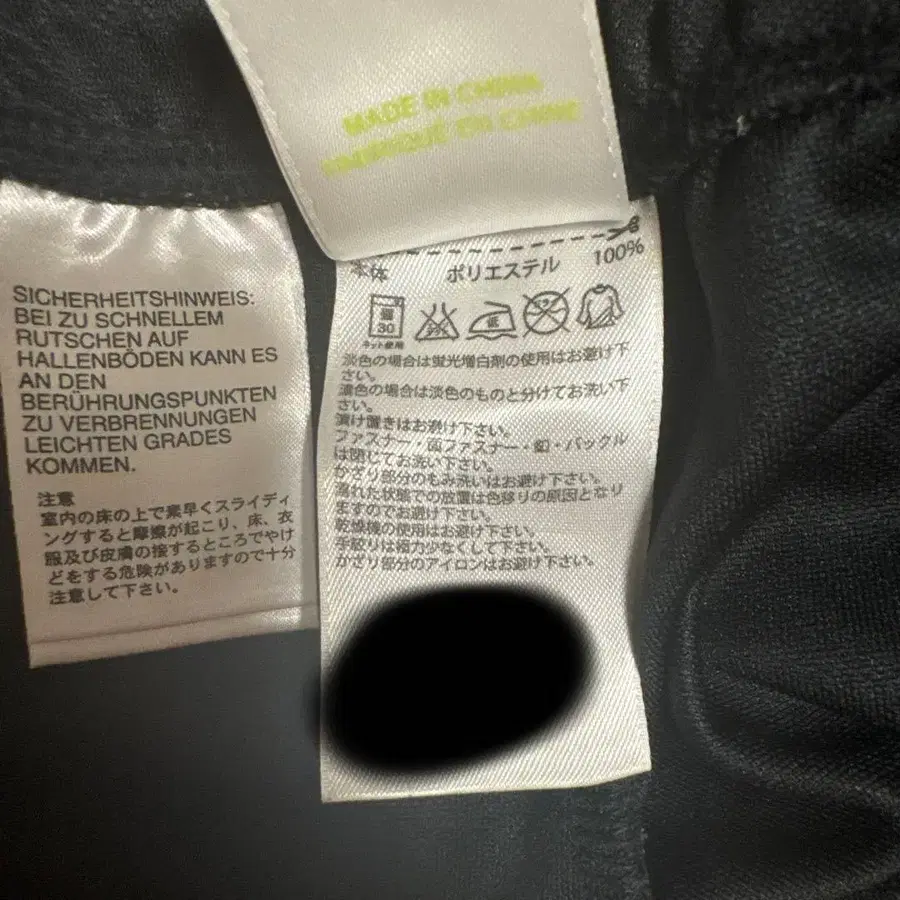 MADE IN CHINA
FABRIQUE EN CHINE
SICHERHEITSHINWEIS:
BEI ZU SCHNELLEM
RUTSCHEN AUF
HALLENBÖDEN KANN ES
AN DEN
BERÜHRUNGSPUNKTEN
ZU VERBRENNUNGEN
LEICHTEN GRADES
KOMMEN.
注意
室内の床の上で素早くスライディ
ングすると摩擦が起こり、床、衣
服及び皮膚の接するところでやけ
どをする危険がありますので十分
注意して下さい。
本体 ポリエステル 100%
弱 30 低
ネット使用
淡色の場合は蛍光増白剤の使用はお避け下
さい。
濃色の場合は淡色のものと分けてお洗い下
さい。
漬け置きはお避け下さい。
ファスナー・面ファスナー・釦・バックル
は閉じてお洗い下さい。
かざり部分のもみ洗いはお避け下さい。
濡れた状態での放置は色移りの原因となり
ますのでお避け下さい。
乾燥機の使用はお避け下さい。
手絞りは極力少なくして下さい。
かざり部分のアイロンはお避け下さい。